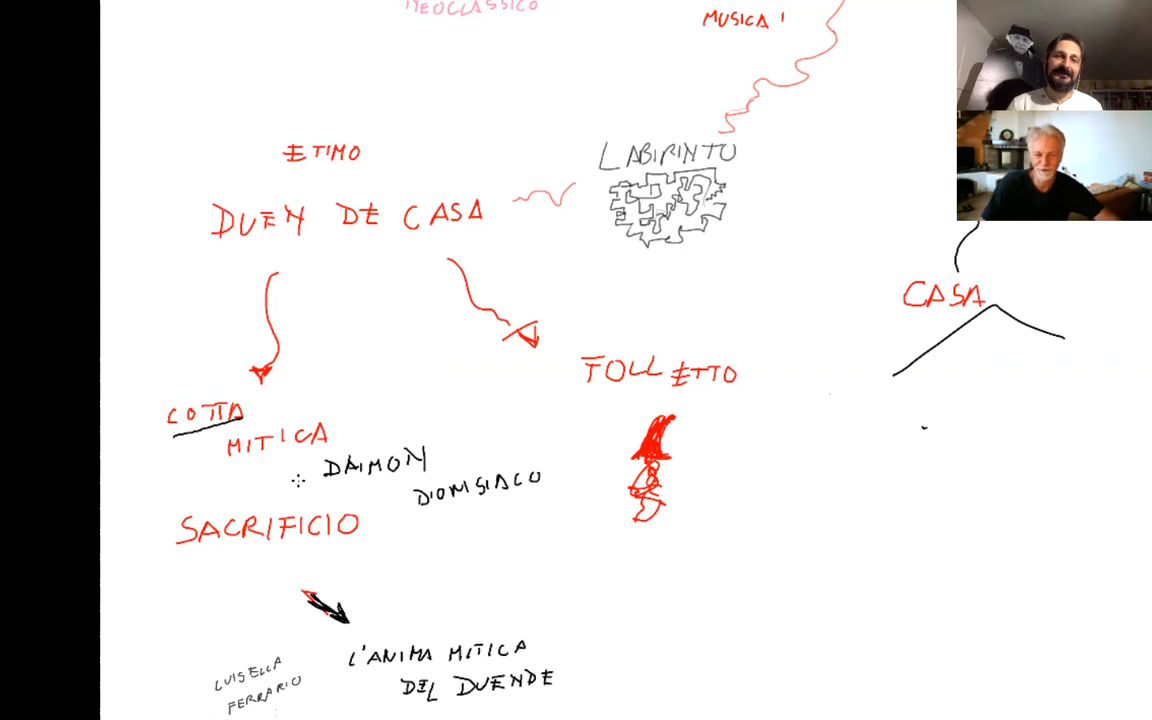 NEOCLASSICO
MUSICA
ETIMO
LABIRINTO
DUEN DE CASA
CASA
FOLLETTO
LOTTA
MITICA
DAIMON
DIONISIACO
SACRIFICIO
L'ANIMA MITICA
DEL DUENDE
LUISELLA
FERRARIO